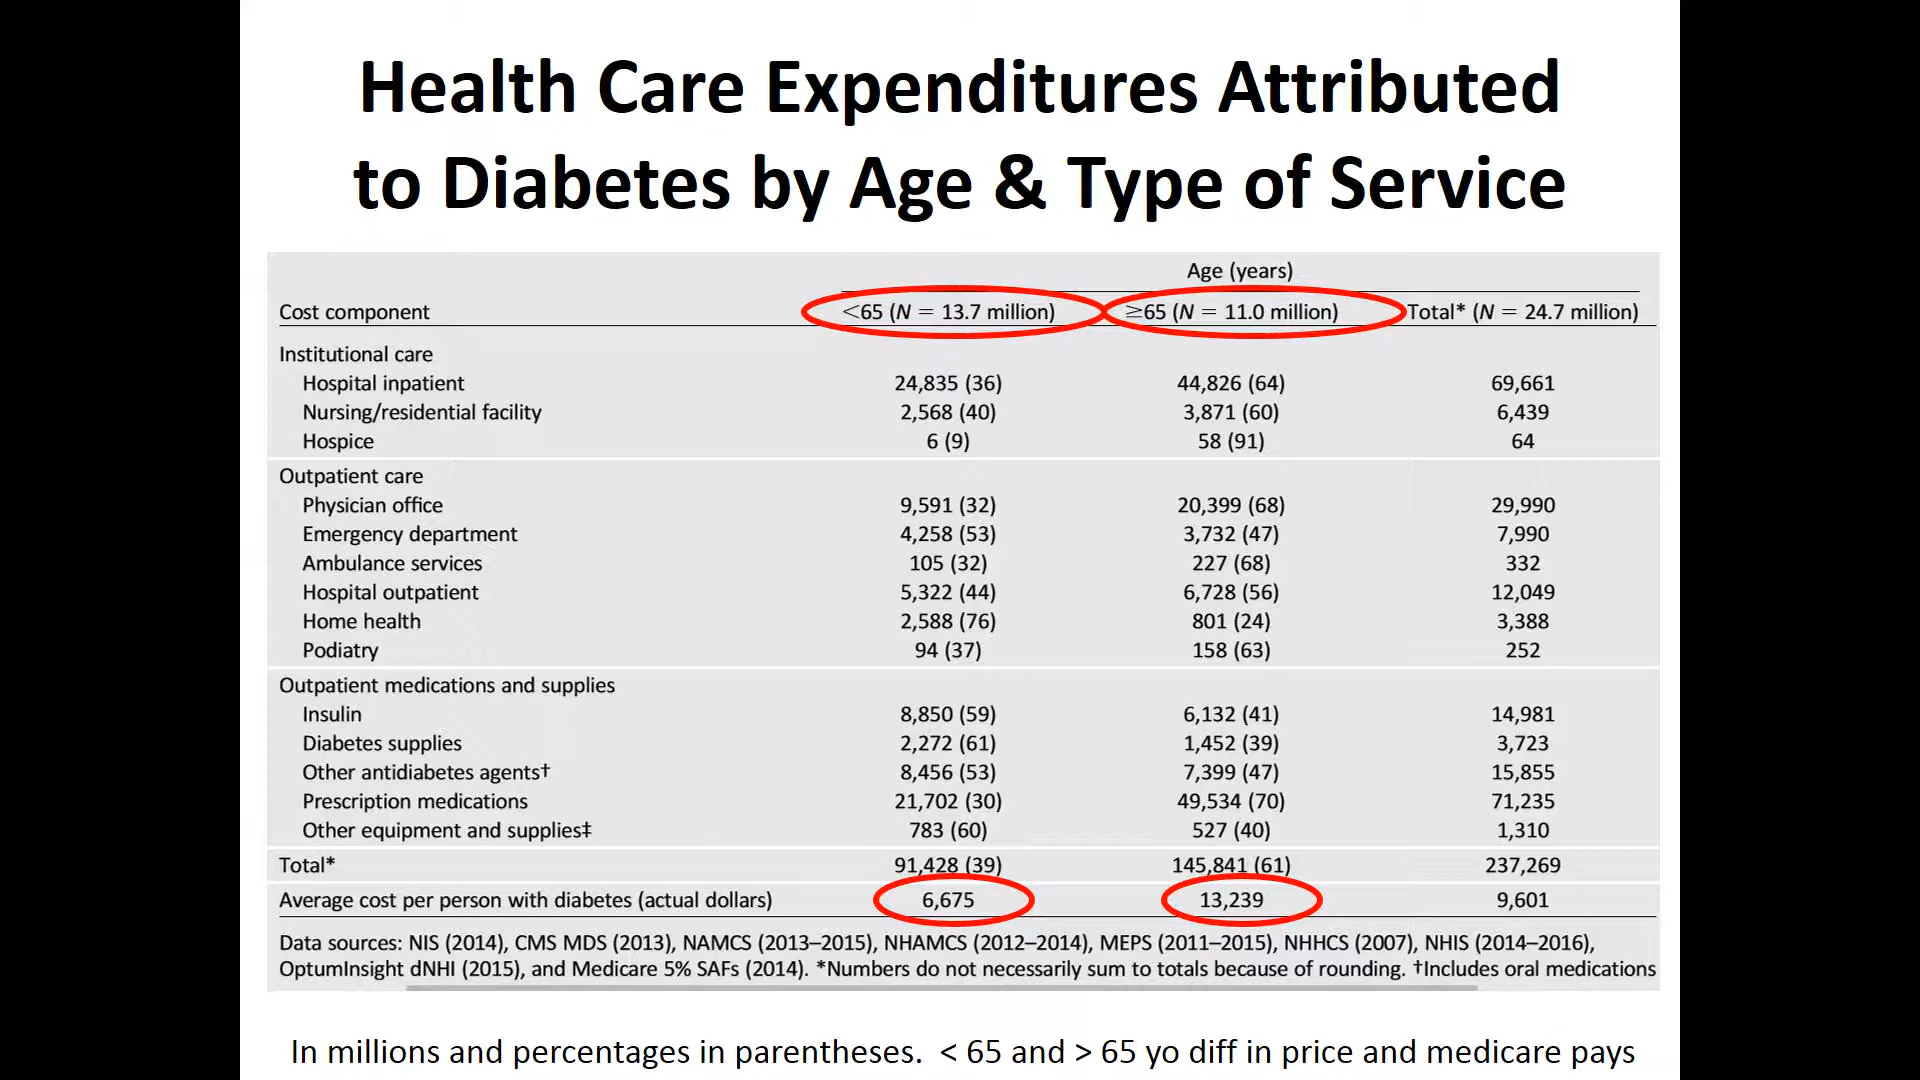 Health Care Expenditures Attributed
to Diabetes by Age & Type of Service
Age (years)
Cost component <65 (N = 13.7 million) ≥65 (N = 11.0 million) Total* (N = 24.7 million)
Institutional care
Hospital inpatient 24,835 (36) 44,826 (64) 69,661
Nursing/residential facility 2,568 (40) 3,871 (60) 6,439
Hospice 6 (9) 58 (91) 64
Outpatient care
Physician office 9,591 (32) 20,399 (68) 29,990
Emergency department 4,258 (53) 3,732 (47) 7,990
Ambulance services 105 (32) 227 (68) 332
Hospital outpatient 5,322 (44) 6,728 (56) 12,049
Home health 2,588 (76) 801 (24) 3,388
Podiatry 94 (37) 158 (63) 252
Outpatient medications and supplies
Insulin 8,850 (59) 6,132 (41) 14,981
Diabetes supplies 2,272 (61) 1,452 (39) 3,723
Other antidiabetes agents† 8,456 (53) 7,399 (47) 15,855
Prescription medications 21,702 (30) 49,534 (70) 71,235
Other equipment and supplies‡ 783 (60) 527 (40) 1,310
Total* 91,428 (39) 145,841 (61) 237,269
Average cost per person with diabetes (actual dollars) 6,675 13,239 9,601
Data sources: NIS (2014), CMS MDS (2013), NAMCS (2013–2015), NHAMCS (2012–2014), MEPS (2011–2015), NHHCS (2007), NHIS (2014–2016),
OptumInsight dNHI (2015), and Medicare 5% SAFs (2014). *Numbers do not necessarily sum to totals because of rounding. †Includes oral medications
In millions and percentages in parentheses. < 65 and > 65 yo diff in price and medicare pays